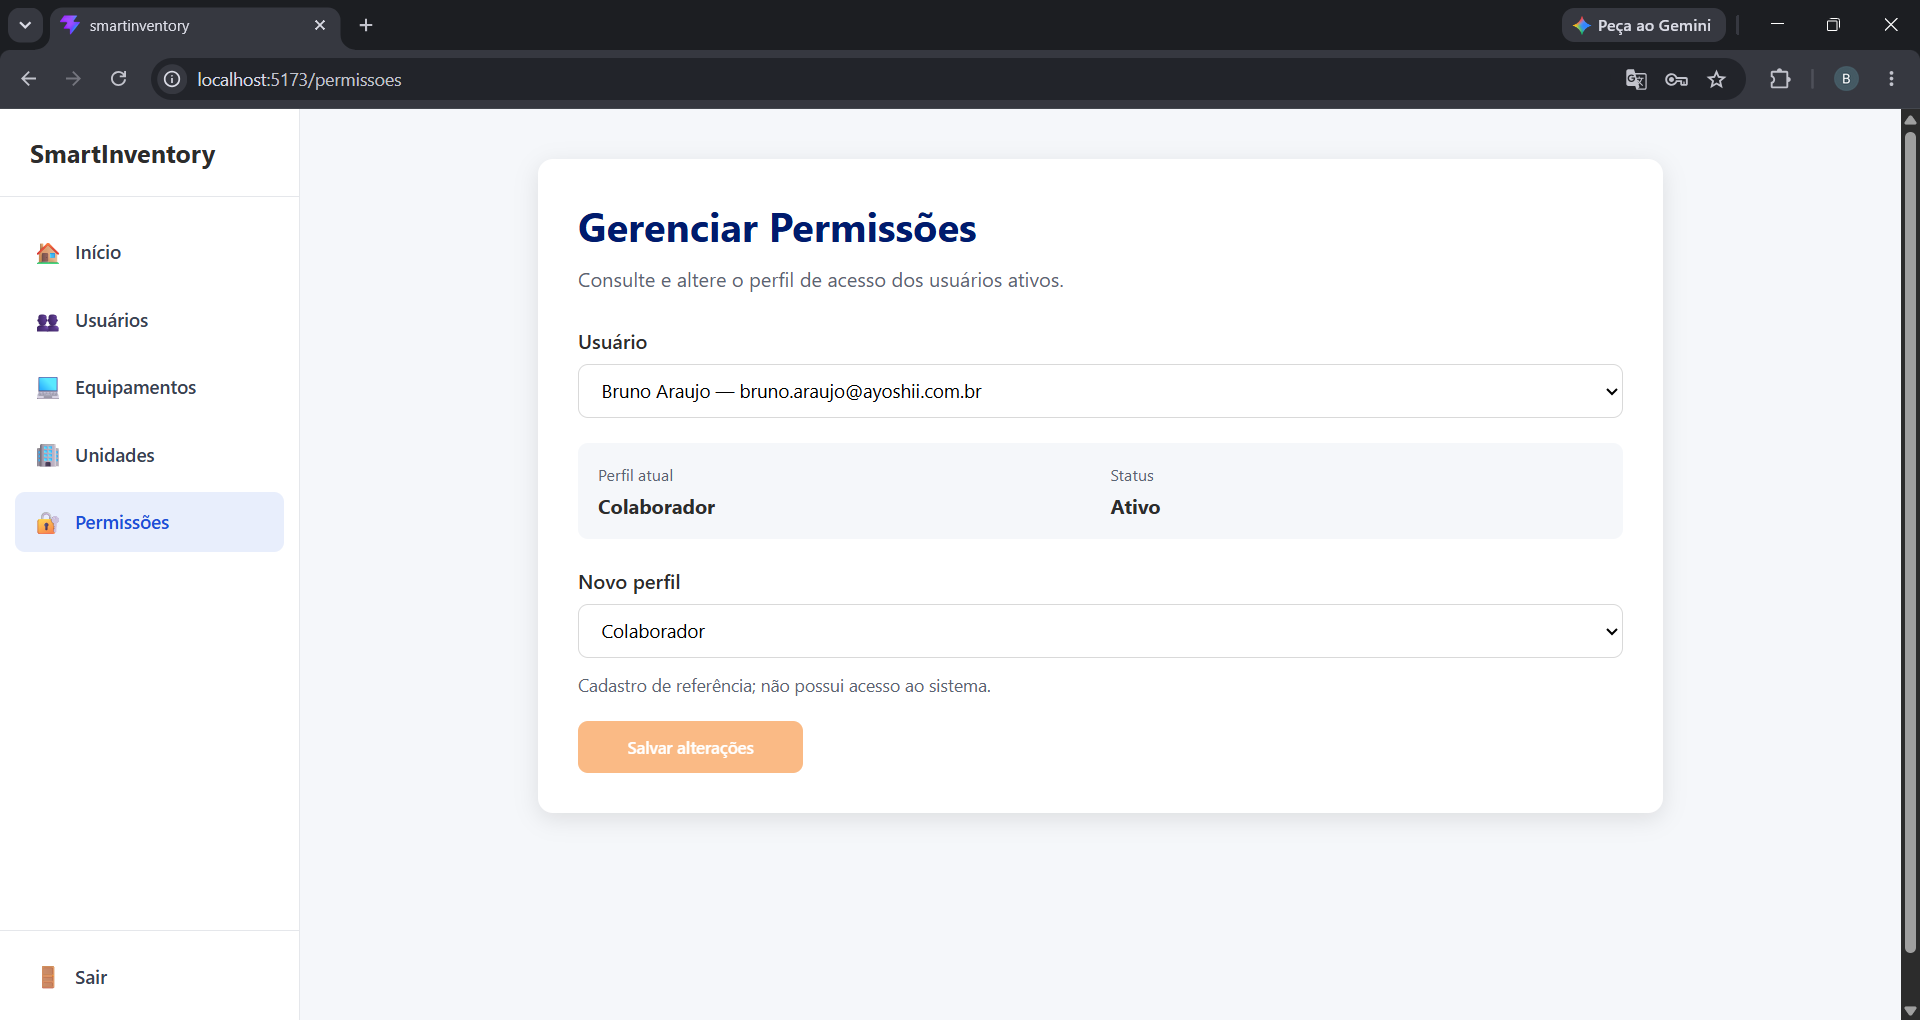 smartinventory
Peça ao Gemini
localhost:5173/permissoes
B
SmartInventory
Início
Usuários
Equipamentos
Unidades
Permissões
Sair
Gerenciar Permissões
Consulte e altere o perfil de acesso dos usuários ativos.
Usuário
Bruno Araujo — bruno.araujo@ayoshii.com.br
Perfil atual
Colaborador
Status
Ativo
Novo perfil
Colaborador
Cadastro de referência; não possui acesso ao sistema.
Salvar alterações